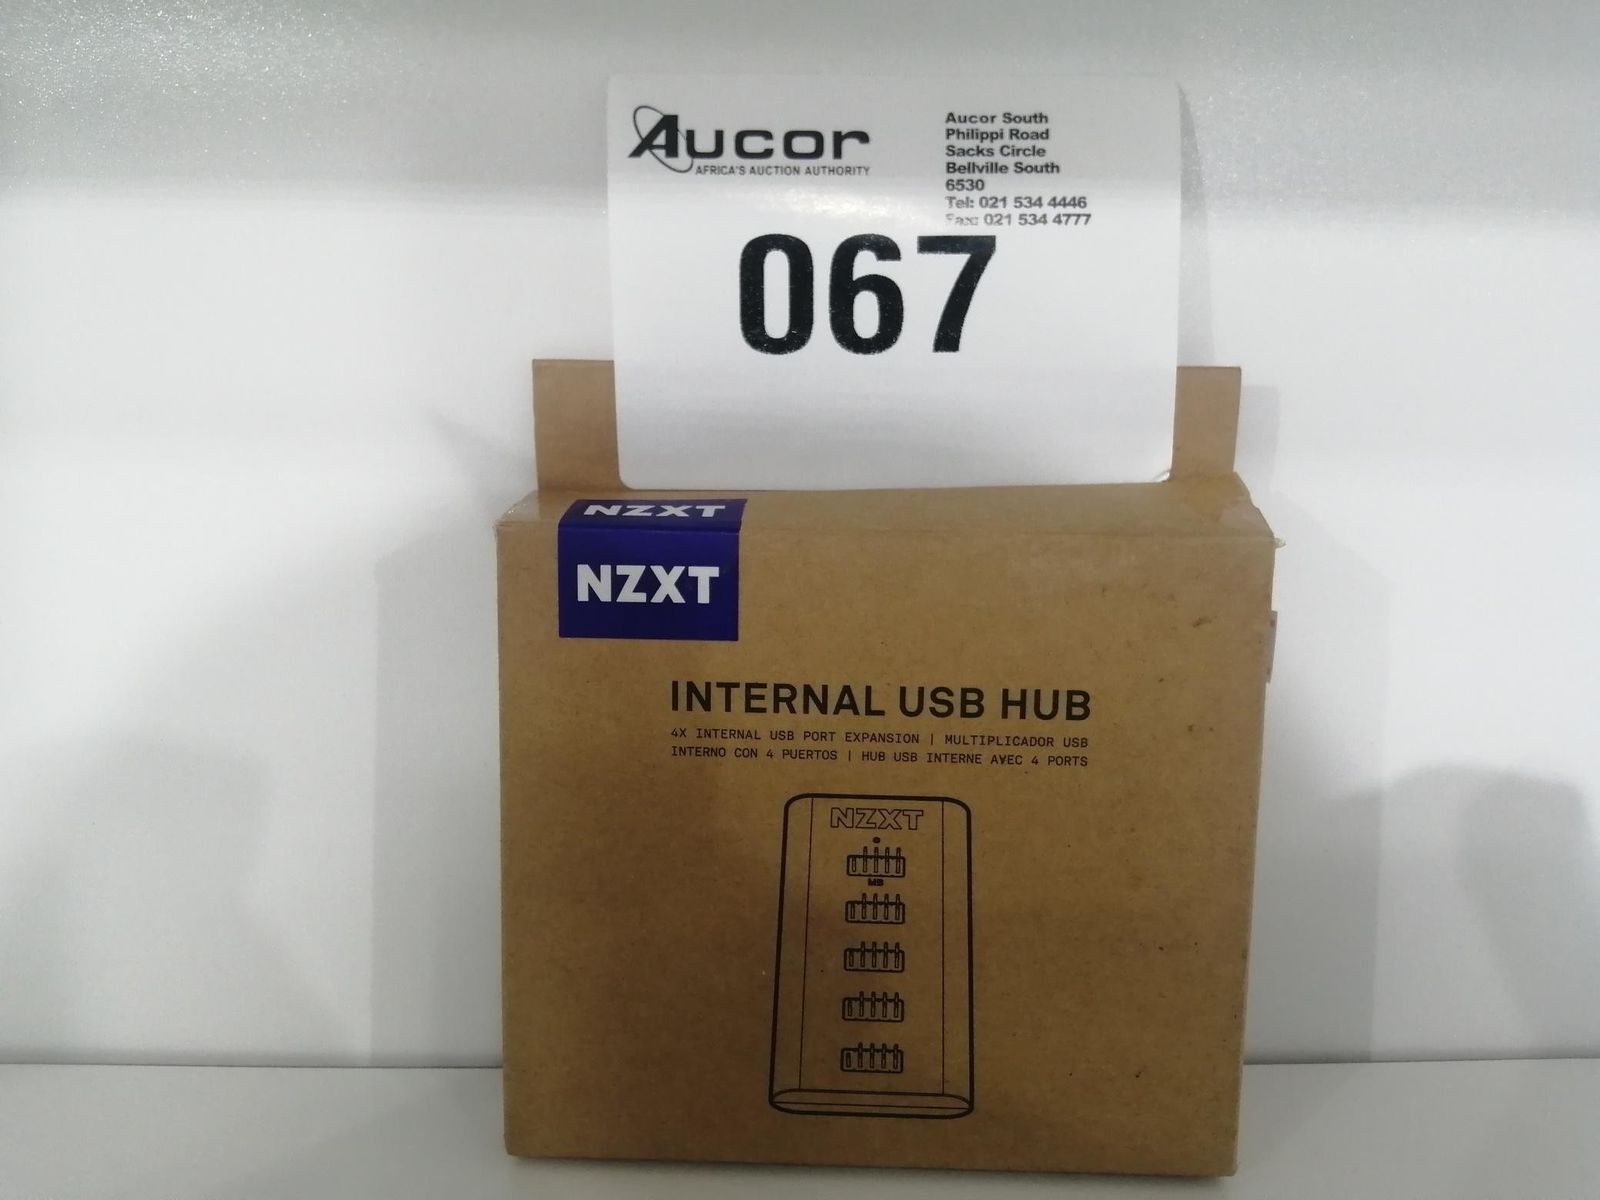 Aucor
AFRICA'S AUCTION AUTHORITY
Aucor South
Philippi Road
Sacks Circle
Bellville South
6530
Tel: 021 534 4446
Fax: 021 534 4777
067
NZXT
NZXT
INTERNAL USB HUB
4X INTERNAL USB PORT EXPANSION | MULTIPLICADOR USB
INTERNO CON 4 PUERTOS | HUB USB INTERNE AVEC 4 PORTS
NZXT
MB